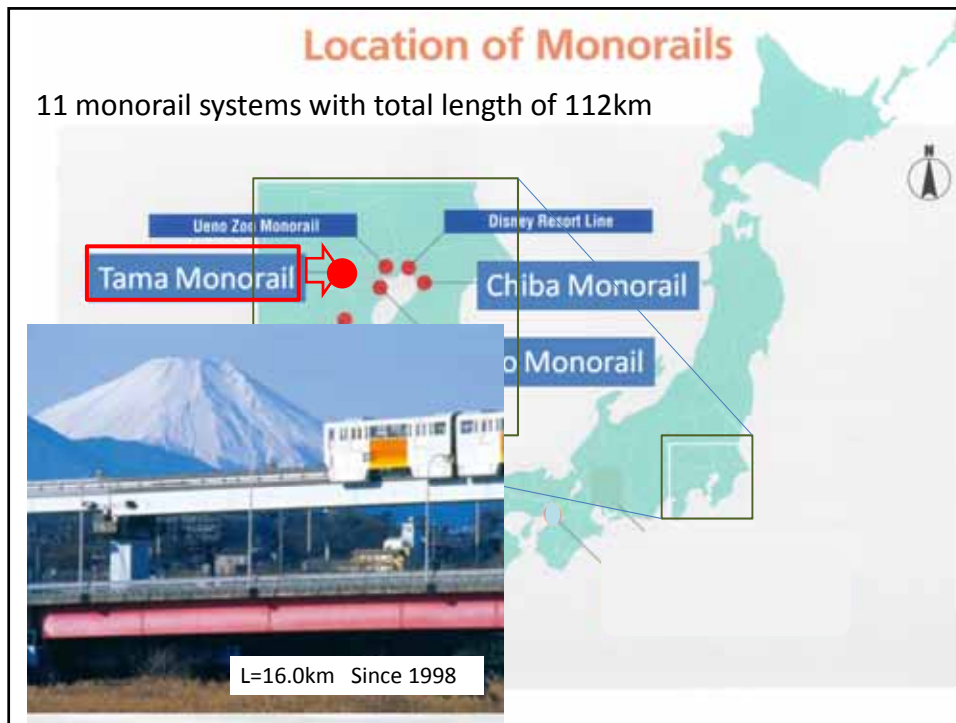 Location of Monorails
11 monorail systems with total length of 112km
N
Ueno Zoo Monorail
Disney Resort Line
Tama Monorail
Chiba Monorail
o Monorail
L=16.0km Since 1998